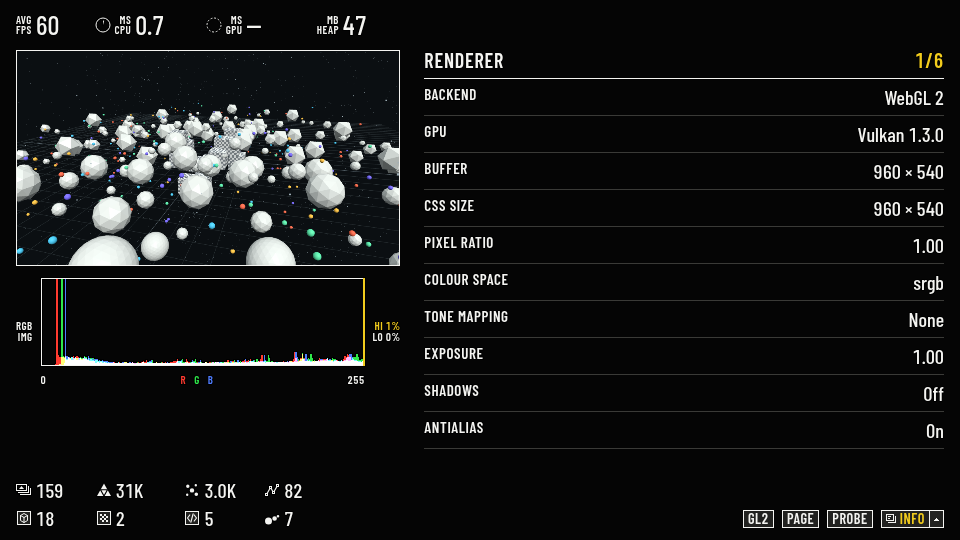 AVG FPS 60
MS CPU 0.7
MS GPU —
MB HEAP 47
RENDERER 1/6
BACKEND WebGL 2
GPU Vulkan 1.3.0
BUFFER 960 × 540
CSS SIZE 960 × 540
PIXEL RATIO 1.00
COLOUR SPACE srgb
TONE MAPPING None
EXPOSURE 1.00
SHADOWS Off
ANTIALIAS On
RGB IMG
HI 1%
LO 0%
0 R G B 255
159 31K 3.0K 82
18 2 5 7
GL2 PAGE PROBE INFO